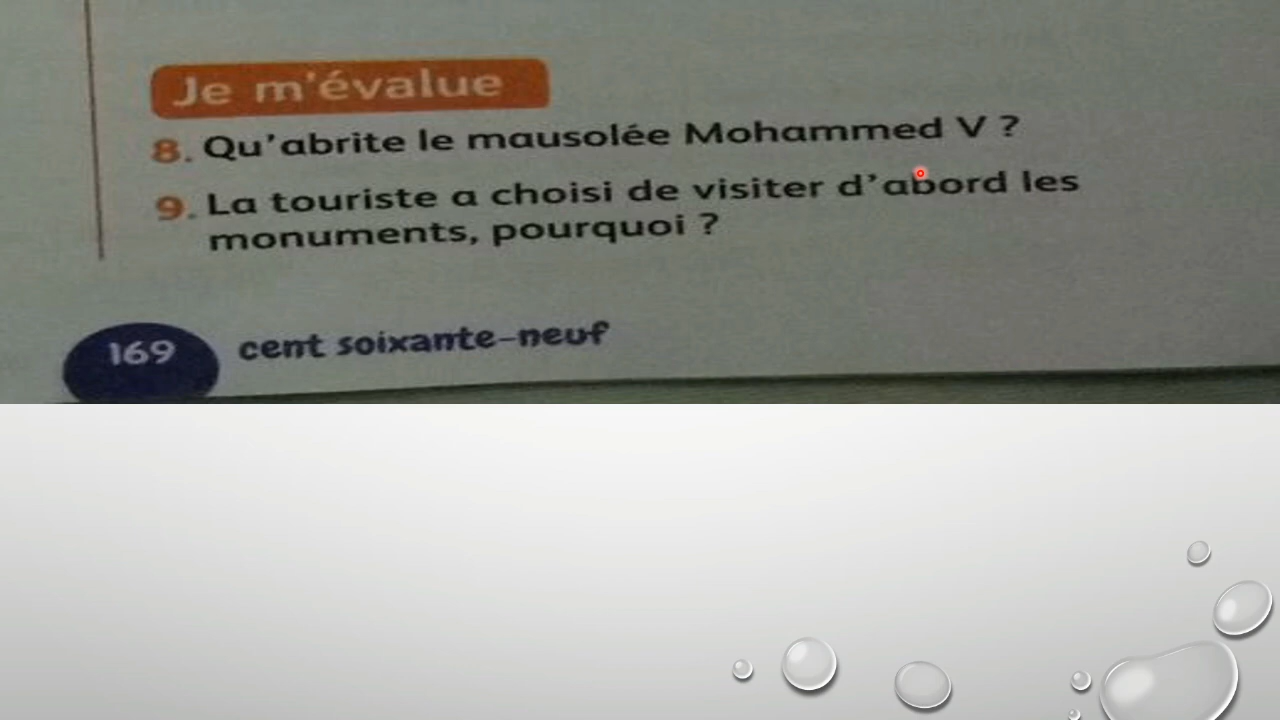 Je m'évalue
8. Qu'abrite le mausolée Mohammed V ?
9. La touriste a choisi de visiter d'abord les
monuments, pourquoi ?
169 cent soixante-neuf